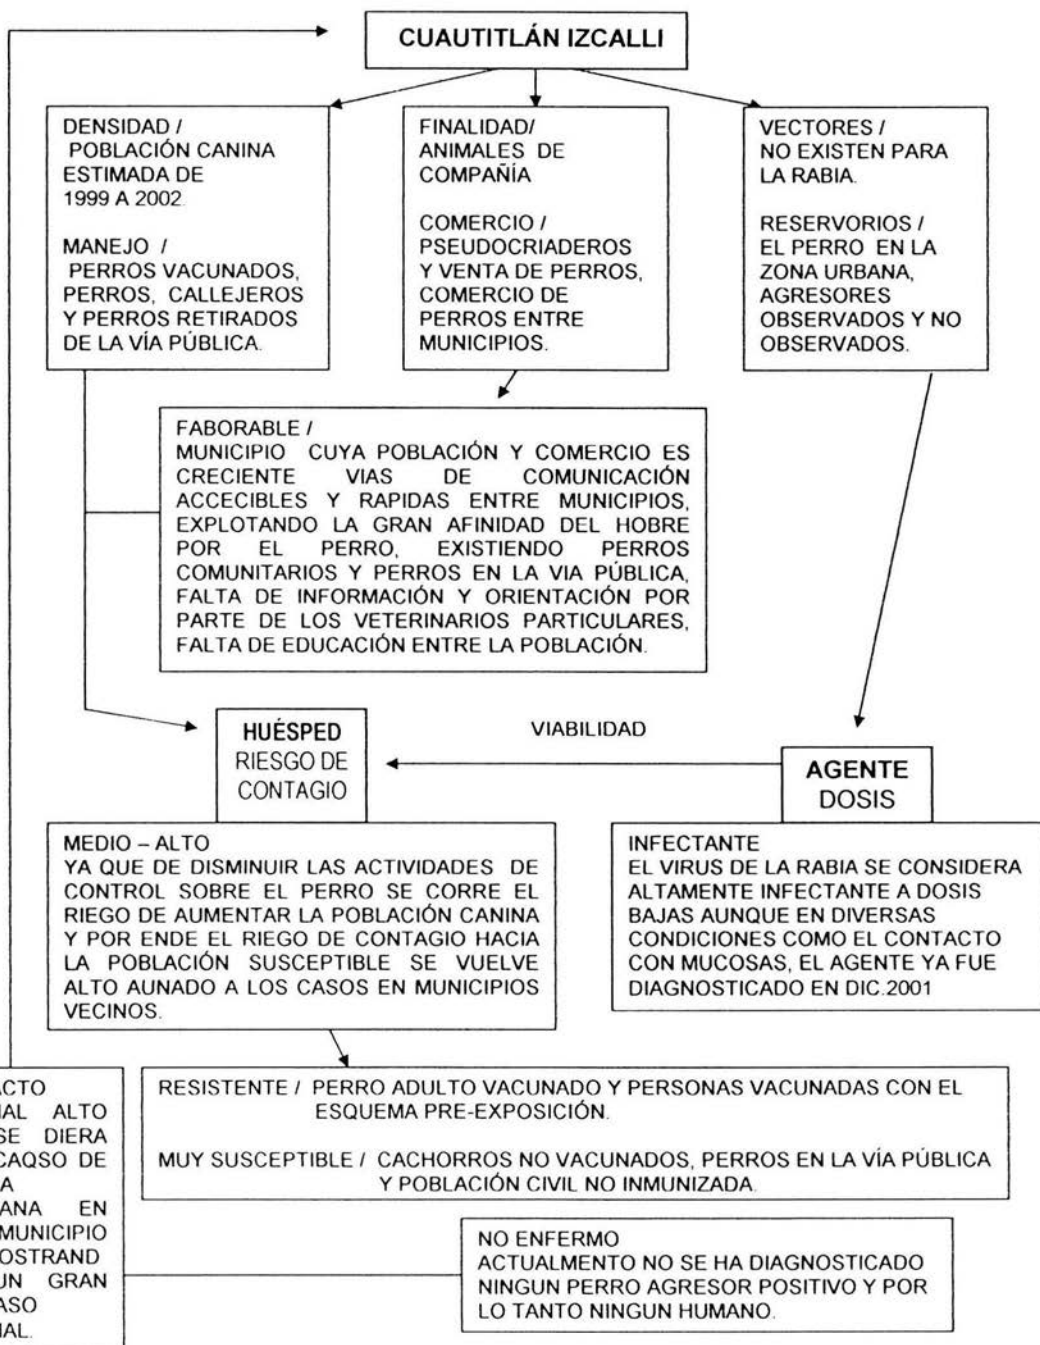 CUAUTITLÁN IZCALLI
DENSIDAD /
POBLACIÓN CANINA
ESTIMADA DE
1999 A 2002.
MANEJO /
PERROS VACUNADOS,
PERROS, CALLEJEROS
Y PERROS RETIRADOS
DE LA VÍA PÚBLICA.
FINALIDAD/
ANIMALES DE
COMPAÑÍA
COMERCIO /
PSEUDOCRIADEROS
Y VENTA DE PERROS,
COMERCIO DE
PERROS ENTRE
MUNICIPIOS.
VECTORES /
NO EXISTEN PARA
LA RABIA.
RESERVORIOS /
EL PERRO EN LA
ZONA URBANA,
AGRESORES
OBSERVADOS Y NO
OBSERVADOS.
FABORABLE /
MUNICIPIO CUYA POBLACIÓN Y COMERCIO ES
CRECIENTE VIAS DE COMUNICACIÓN
ACCECIBLES Y RAPIDAS ENTRE MUNICIPIOS,
EXPLOTANDO LA GRAN AFINIDAD DEL HOBRE
POR EL PERRO, EXISTIENDO PERROS
COMUNITARIOS Y PERROS EN LA VIA PÚBLICA,
FALTA DE INFORMACIÓN Y ORIENTACIÓN POR
PARTE DE LOS VETERINARIOS PARTICULARES,
FALTA DE EDUCACIÓN ENTRE LA POBLACIÓN.
HUÉSPED
RIESGO DE
CONTAGIO
VIABILIDAD
AGENTE
DOSIS
MEDIO – ALTO
YA QUE DE DISMINUIR LAS ACTIVIDADES DE
CONTROL SOBRE EL PERRO SE CORRE EL
RIEGO DE AUMENTAR LA POBLACIÓN CANINA
Y POR ENDE EL RIEGO DE CONTAGIO HACIA
LA POBLACIÓN SUSCEPTIBLE SE VUELVE
ALTO AUNADO A LOS CASOS EN MUNICIPIOS
VECINOS.
INFECTANTE
EL VIRUS DE LA RABIA SE CONSIDERA
ALTAMENTE INFECTANTE A DOSIS
BAJAS AUNQUE EN DIVERSAS
CONDICIONES COMO EL CONTACTO
CON MUCOSAS, EL AGENTE YA FUE
DIAGNOSTICADO EN DIC.2001
RESISTENTE / PERRO ADULTO VACUNADO Y PERSONAS VACUNADAS CON EL
ESQUEMA PRE-EXPOSICIÓN.
MUY SUSCEPTIBLE / CACHORROS NO VACUNADOS, PERROS EN LA VÍA PÚBLICA
Y POBLACIÓN CIVIL NO INMUNIZADA.
ACTO
IAL ALTO
SE DIERA
CAQSO DE
A
ANA EN
MUNICIPIO
OSTRAND
UN GRAN
ASO
IAL.
NO ENFERMO
ACTUALMENTO NO SE HA DIAGNOSTICADO
NINGUN PERRO AGRESOR POSITIVO Y POR
LO TANTO NINGUN HUMANO.